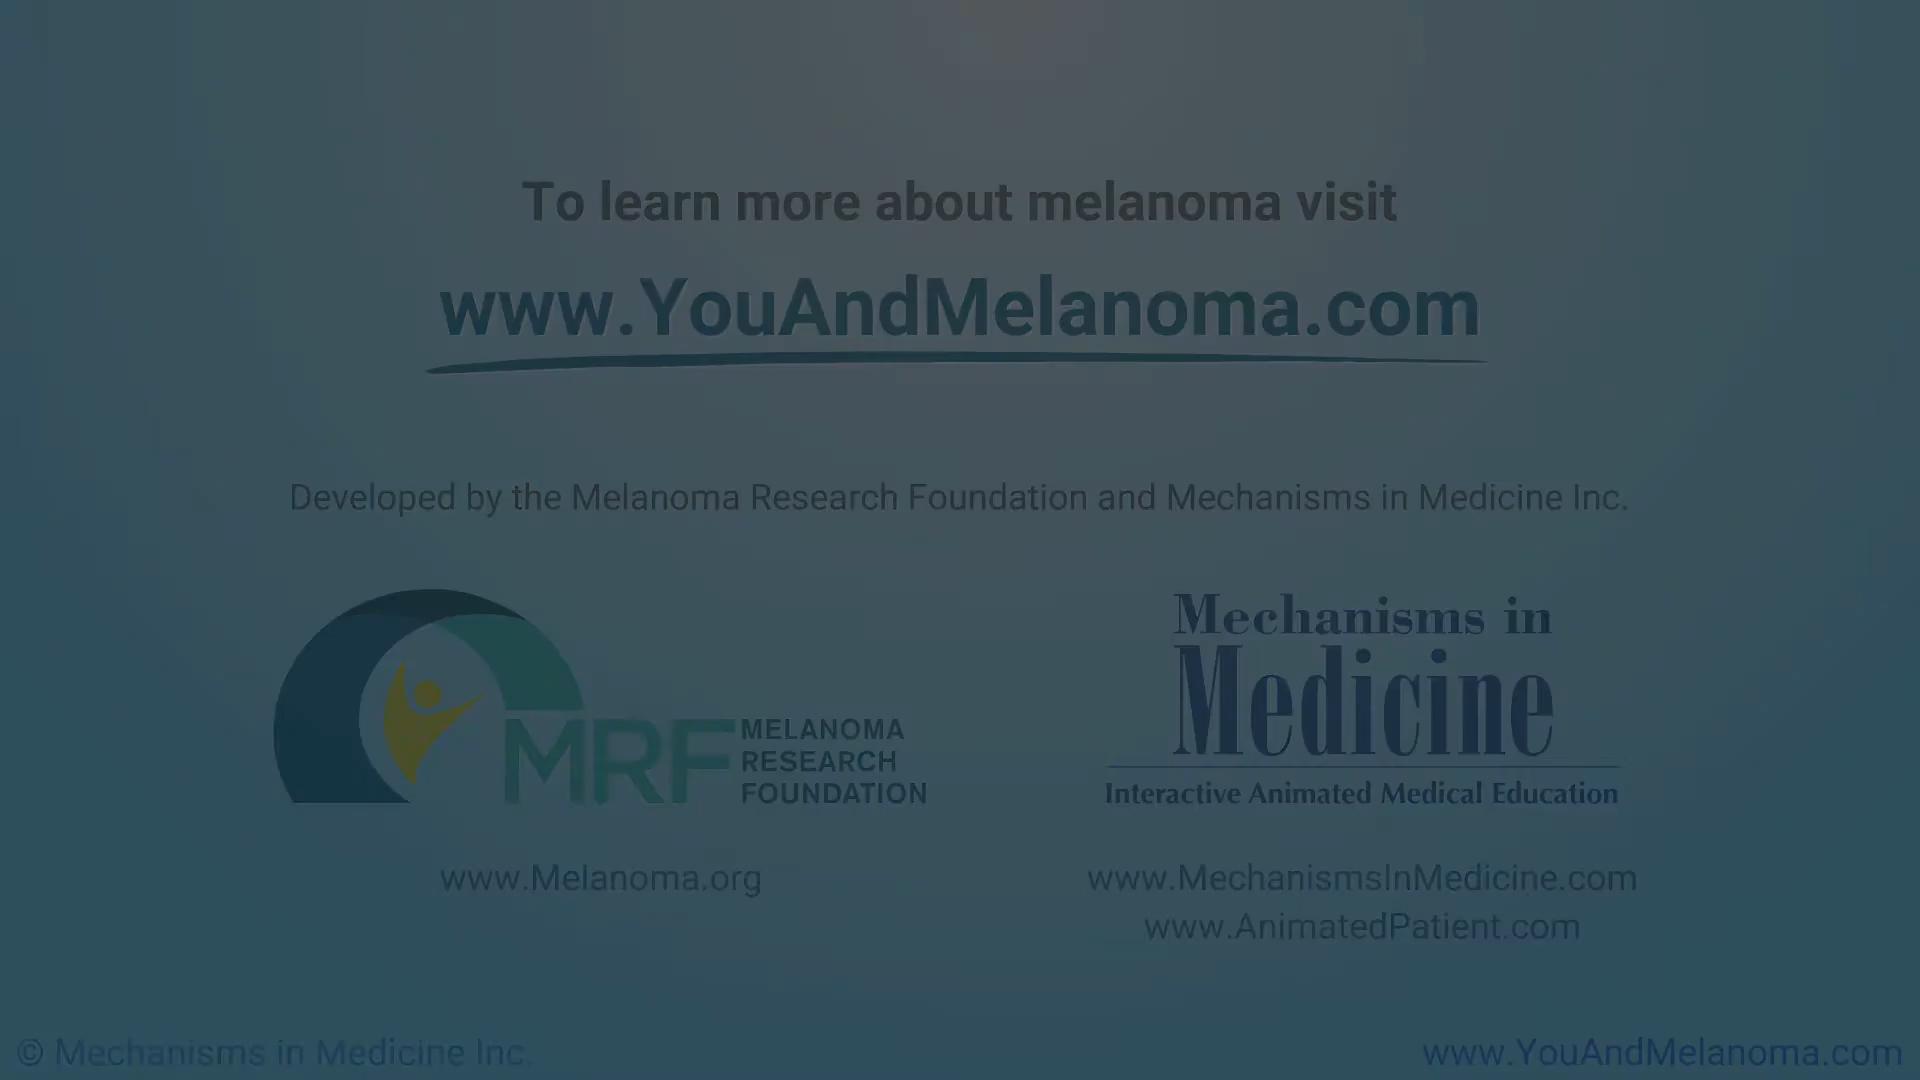 To learn more about melanoma visit
www.YouAndMelanoma.com
Developed by the Melanoma Research Foundation and Mechanisms in Medicine Inc.
MRF
MELANOMA
RESEARCH
FOUNDATION
www.Melanoma.org
Mechanisms in
Medicine
Interactive Animated Medical Education
www.MechanismsInMedicine.com
www.AnimatedPatient.com
© Mechanisms in Medicine Inc.
www.YouAndMelanoma.com